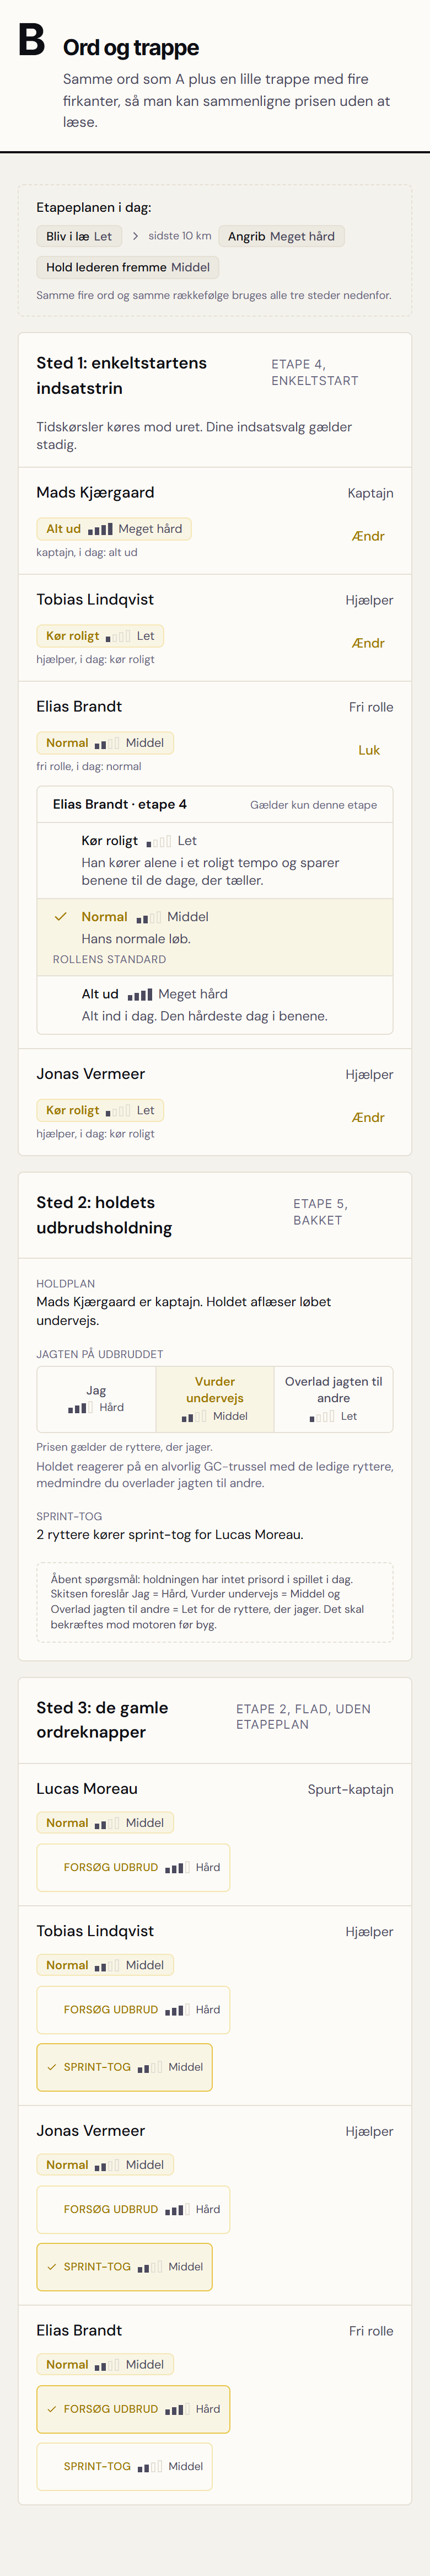 B Ord og trappe
Samme ord som A plus en lille trappe med fire
firkanter, så man kan sammenligne prisen uden at
læse.
Etapeplanen i dag:
Bliv i læ Let > sidste 10 km Angrib Meget hård
Hold lederen fremme Middel
Samme fire ord og samme rækkefølge bruges alle tre steder nedenfor.
Sted 1: enkeltstartens
indsatstrin
ETAPE 4,
ENKELTSTART
Tidskørsler køres mod uret. Dine indsatsvalg gælder
stadig.
Mads Kjærgaard Kaptajn
Alt ud Meget hård
Ændr
kaptajn, i dag: alt ud
Tobias Lindqvist Hjælper
Kør roligt Let
Ændr
hjælper, i dag: kør roligt
Elias Brandt Fri rolle
Normal Middel
Luk
fri rolle, i dag: normal
Elias Brandt · etape 4 Gælder kun denne etape
Kør roligt Let
Han kører alene i et roligt tempo og sparer
benene til de dage, der tæller.
Normal Middel
Hans normale løb.
ROLLENS STANDARD
Alt ud Meget hård
Alt ind i dag. Den hårdeste dag i benene.
Jonas Vermeer Hjælper
Kør roligt Let
Ændr
hjælper, i dag: kør roligt
Sted 2: holdets
udbrudsholdning
ETAPE 5,
BAKKET
HOLDPLAN
Mads Kjærgaard er kaptajn. Holdet aflæser løbet
undervejs.
JAGTEN PÅ UDBRUDDET
Jag
Hård
Vurder
undervejs
Middel
Overlad jagten til
andre
Let
Prisen gælder de ryttere, der jager.
Holdet reagerer på en alvorlig GC-trussel med de ledige ryttere,
medmindre du overlader jagten til andre.
SPRINT-TOG
2 ryttere kører sprint-tog for Lucas Moreau.
Åbent spørgsmål: holdningen har intet prisord i spillet i dag.
Skitsen foreslår Jag = Hård, Vurder undervejs = Middel og
Overlad jagten til andre = Let for de ryttere, der jager. Det skal
bekræftes mod motoren før byg.
Sted 3: de gamle
ordreknapper
ETAPE 2, FLAD, UDEN
ETAPEPLAN
Lucas Moreau Spurt-kaptajn
Normal Middel
FORSØG UDBRUD Hård
Tobias Lindqvist Hjælper
Normal Middel
FORSØG UDBRUD Hård
SPRINT-TOG Middel
Jonas Vermeer Hjælper
Normal Middel
FORSØG UDBRUD Hård
SPRINT-TOG Middel
Elias Brandt Fri rolle
Normal Middel
FORSØG UDBRUD Hård
SPRINT-TOG Middel